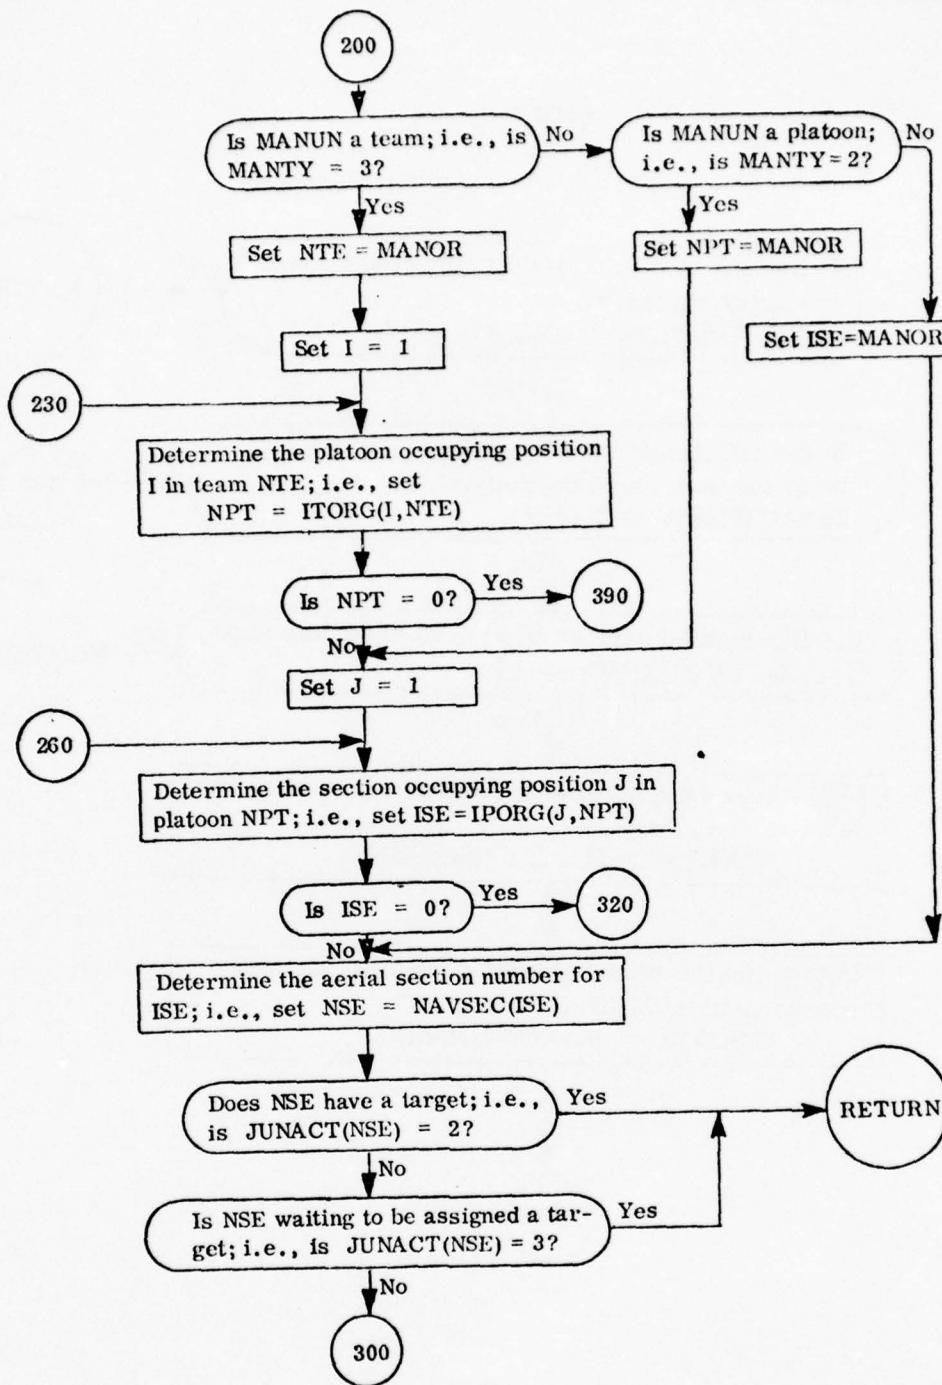 200
Is MANUN a team; i.e., is
MANTY = 3?
No
Is MANUN a platoon;
i.e., is MANTY = 2?
No
Yes
Yes
Set NTE = MANOR
Set NPT = MANOR
Set I = 1
Set ISE = MANOR
230
Determine the platoon occupying position
I in team NTE; i.e., set
NPT = ITORG(I,NTE)
Is NPT = 0?
Yes
390
No
Set J = 1
260
Determine the section occupying position J in
platoon NPT; i.e., set ISE = IPORG(J,NPT)
Is ISE = 0?
Yes
320
No
Determine the aerial section number for
ISE; i.e., set NSE = NAVSEC(ISE)
Does NSE have a target; i.e.,
is JUNACT(NSE) = 2?
Yes
RETURN
No
Is NSE waiting to be assigned a tar-
get; i.e., is JUNACT(NSE) = 3?
Yes
No
300